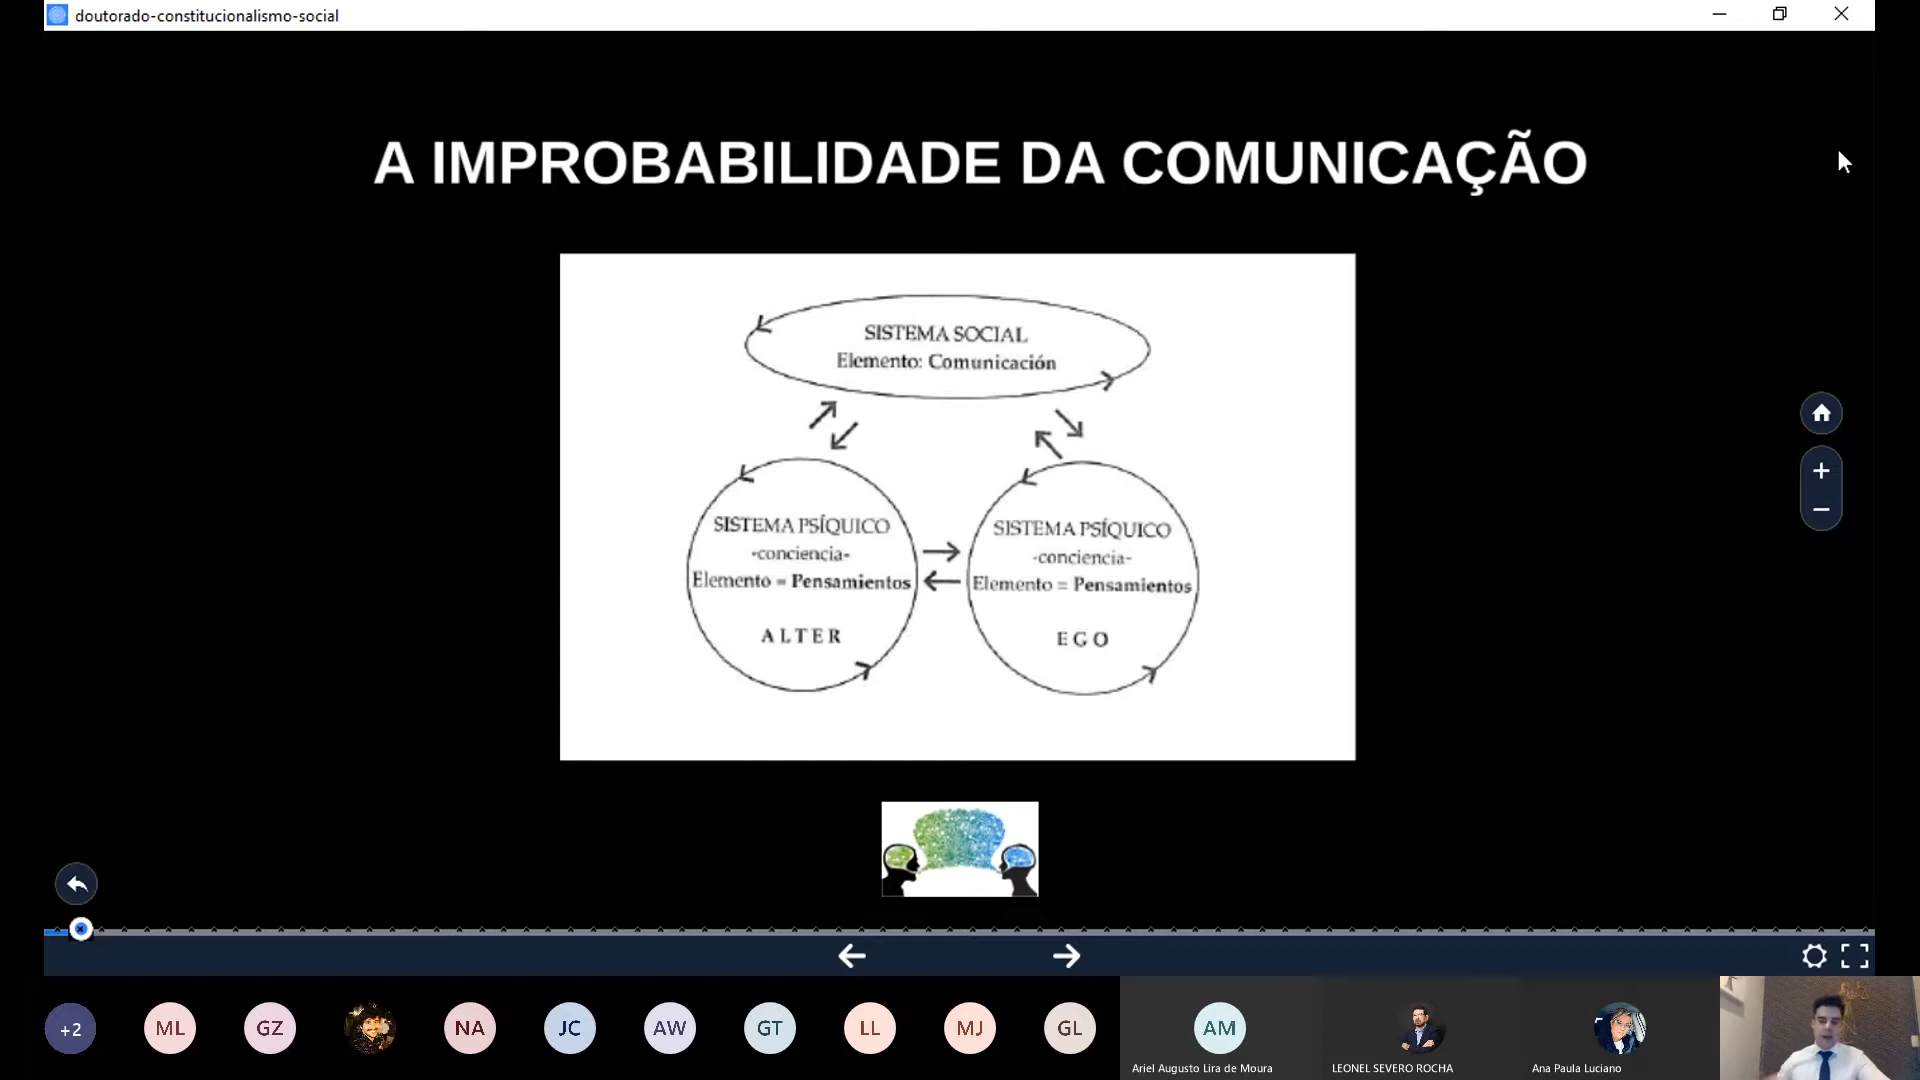 doutorado-constitucionalismo-social
A IMPROBABILIDADE DA COMUNICAÇÃO
SISTEMA SOCIAL
Elemento: Comunicación
SISTEMA PSÍQUICO
-conciencia-
Elemento = Pensamientos
ALTER
SISTEMA PSÍQUICO
-conciencia-
Elemento = Pensamientos
EGO
+2
ML
GZ
NA
JC
AW
GT
LL
MJ
GL
AM
Ariel Augusto Lira de Moura
LEONEL SEVERO ROCHA
Ana Paula Luciano